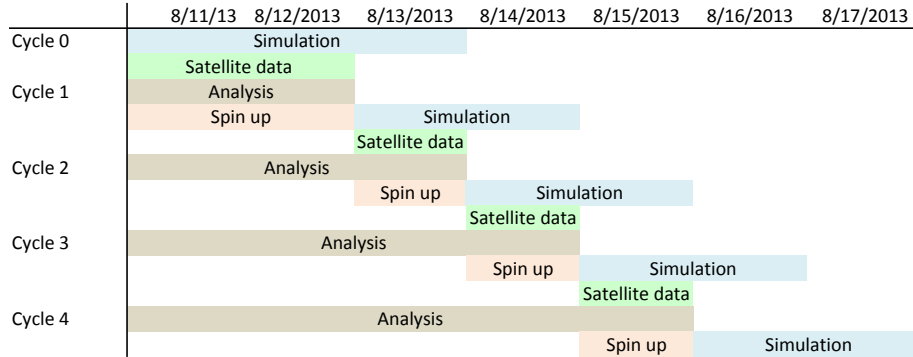 8/11/13 8/12/2013 8/13/2013 8/14/2013 8/15/2013 8/16/2013 8/17/2013
Cycle 0 Simulation
Satellite data
Cycle 1 Analysis
Spin up Simulation
Satellite data
Cycle 2 Analysis
Spin up Simulation
Satellite data
Cycle 3 Analysis
Spin up Simulation
Satellite data
Cycle 4 Analysis
Spin up Simulation